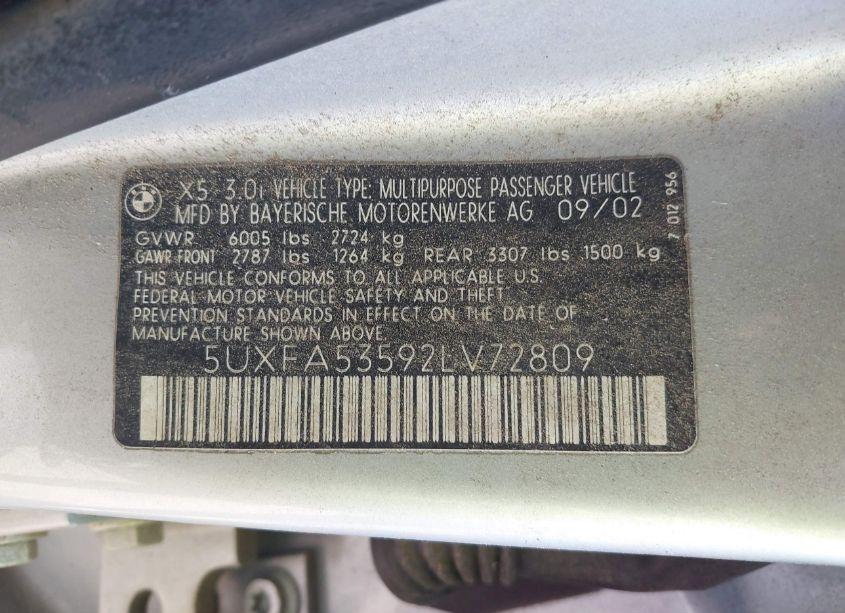 X5 3.0i VEHICLE TYPE: MULTIPURPOSE PASSENGER VEHICLE
MFD BY BAYERISCHE MOTORENWERKE AG 09/02
GVWR 6005 lbs 2724 kg
GAWR FRONT 2787 lbs 1264 kg REAR 3307 lbs 1500 kg
THIS VEHICLE CONFORMS TO ALL APPLICABLE U.S.
FEDERAL MOTOR VEHICLE SAFETY AND THEFT
PREVENTION STANDARDS IN EFFECT ON THE DATE OF
MANUFACTURE SHOWN ABOVE.
5UXFA53592LV72809
7 012 956